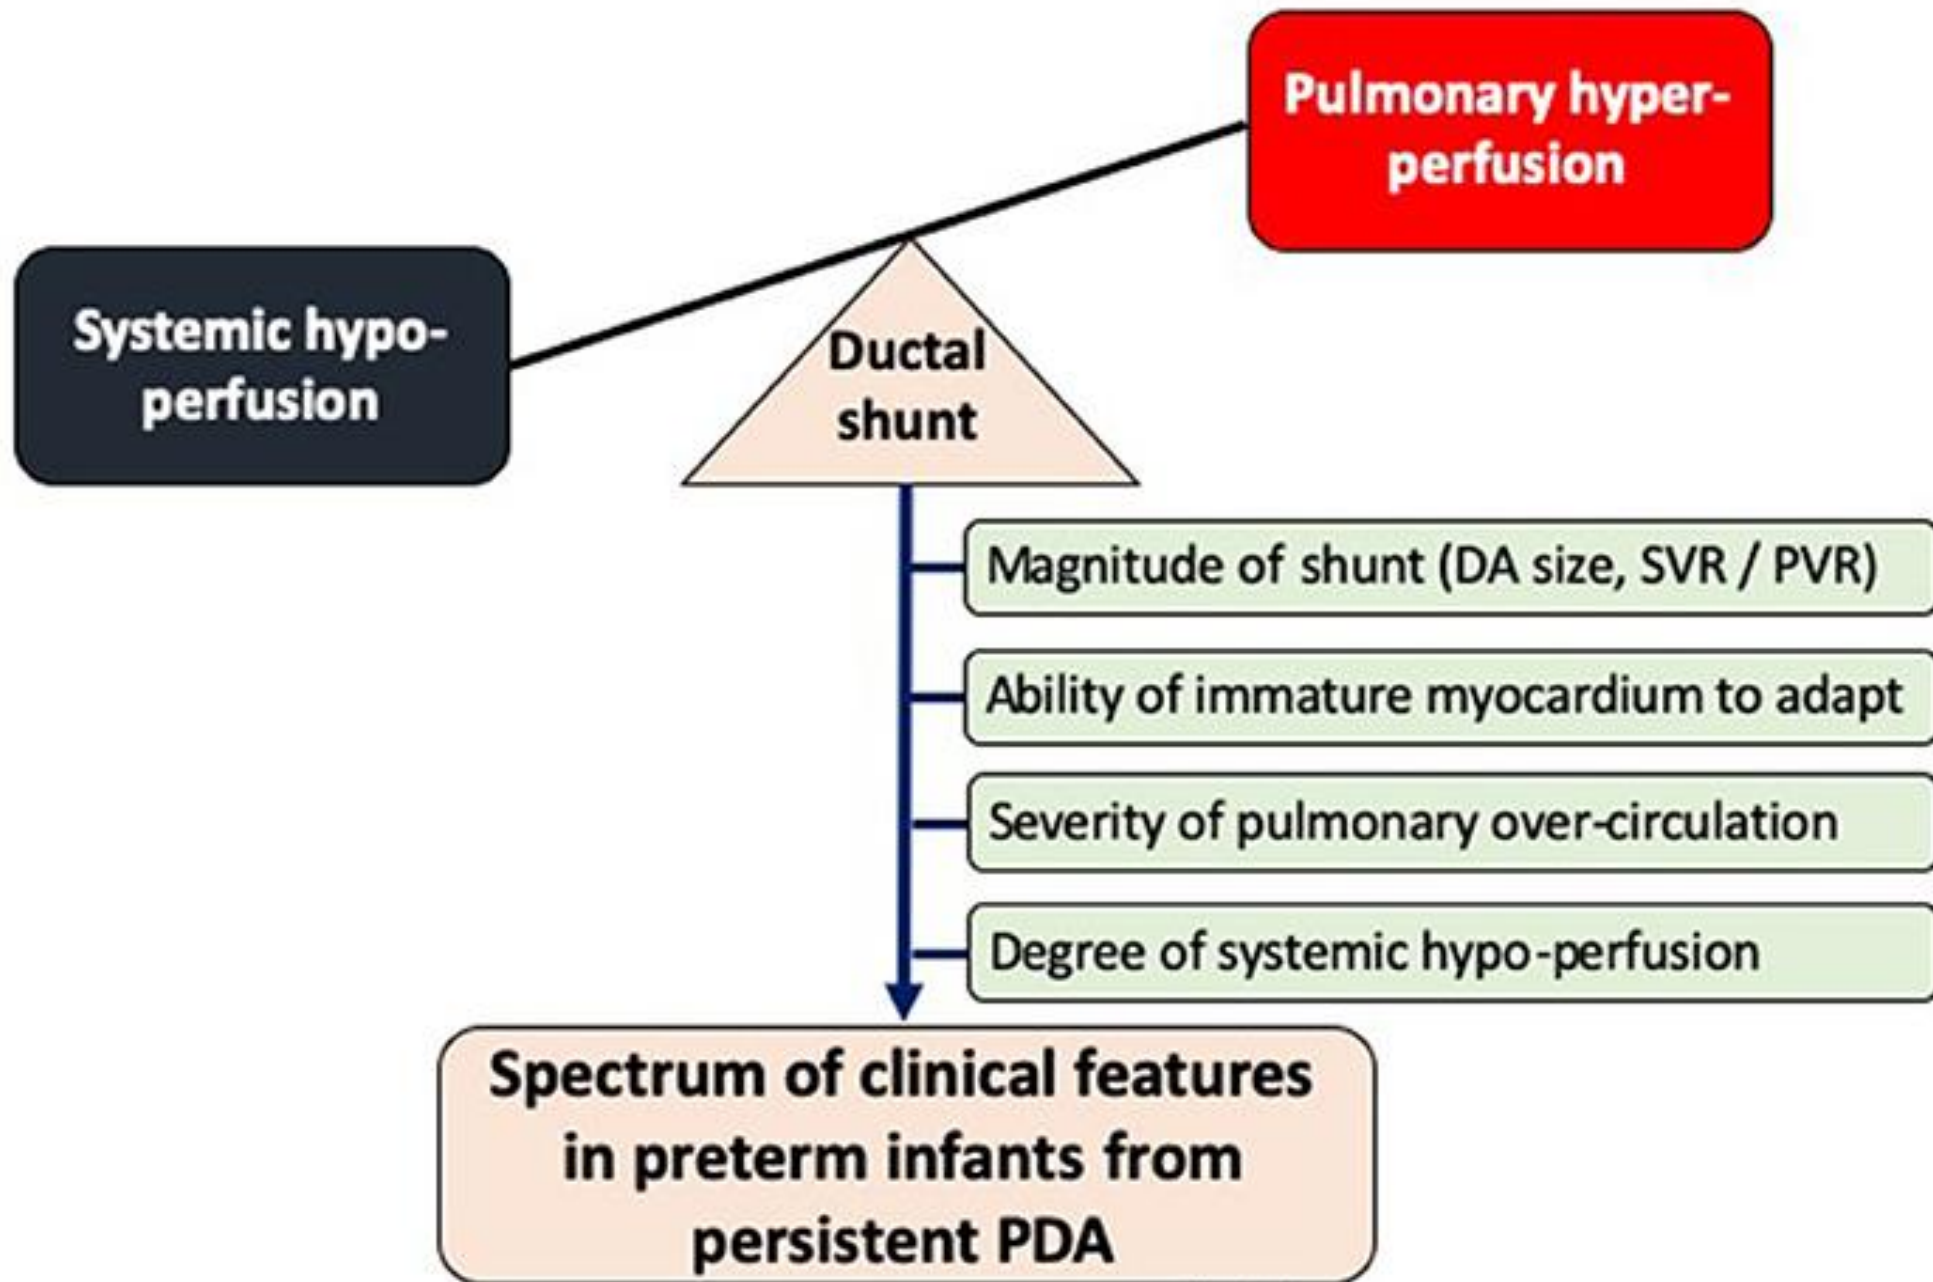 Pulmonary hyper-
perfusion
Systemic hypo-
perfusion
Ductal
shunt
Magnitude of shunt (DA size, SVR / PVR)
Ability of immature myocardium to adapt
Severity of pulmonary over-circulation
Degree of systemic hypo-perfusion
Spectrum of clinical features
in preterm infants from
persistent PDA